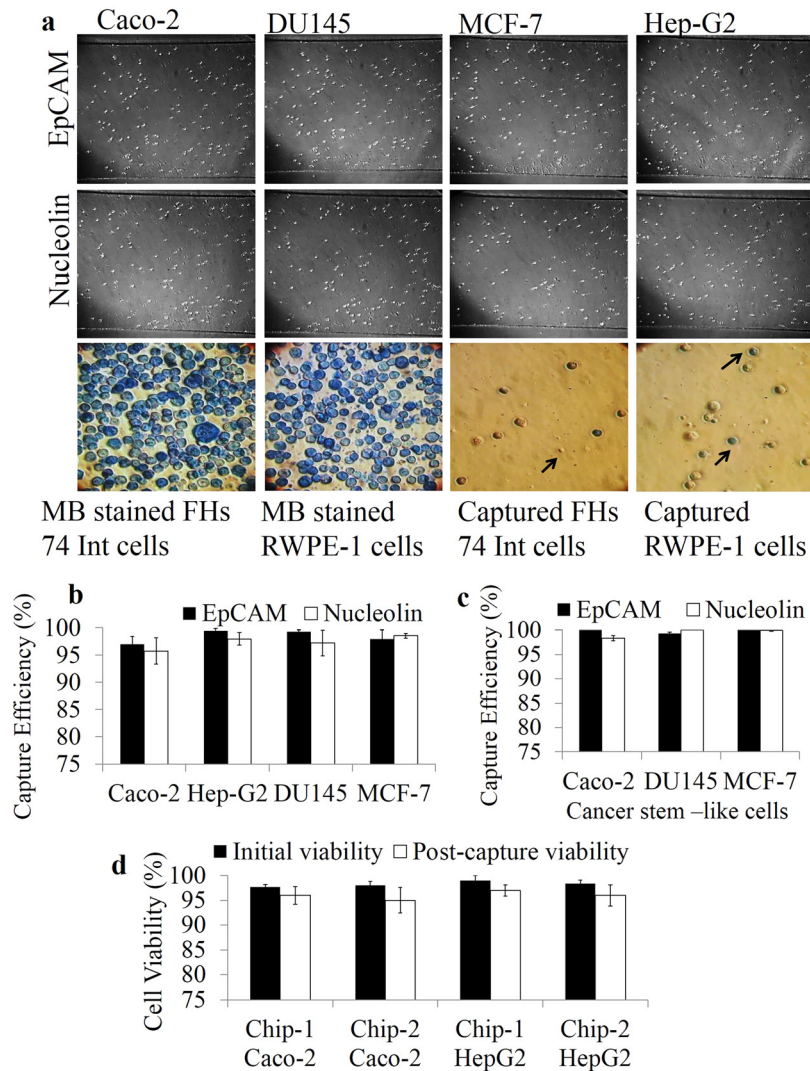 a Caco-2 DU145 MCF-7 Hep-G2
EpCAM
Nucleolin
MB stained FHs
74 Int cells
MB stained
RWPE-1 cells
Captured FHs
74 Int cells
Captured
RWPE-1 cells
b
EpCAM Nucleolin
Capture Efficiency (%)
100
95
90
85
80
75
Caco-2 Hep-G2 DU145 MCF-7
c
EpCAM Nucleolin
Capture Efficiency (%)
100
95
90
85
80
75
Caco-2 DU145 MCF-7
Cancer stem –like cells
d
Initial viability Post-capture viability
Cell Viability (%)
100
95
90
85
80
75
Chip-1 Chip-2 Chip-1 Chip-2
Caco-2 Caco-2 HepG2 HepG2